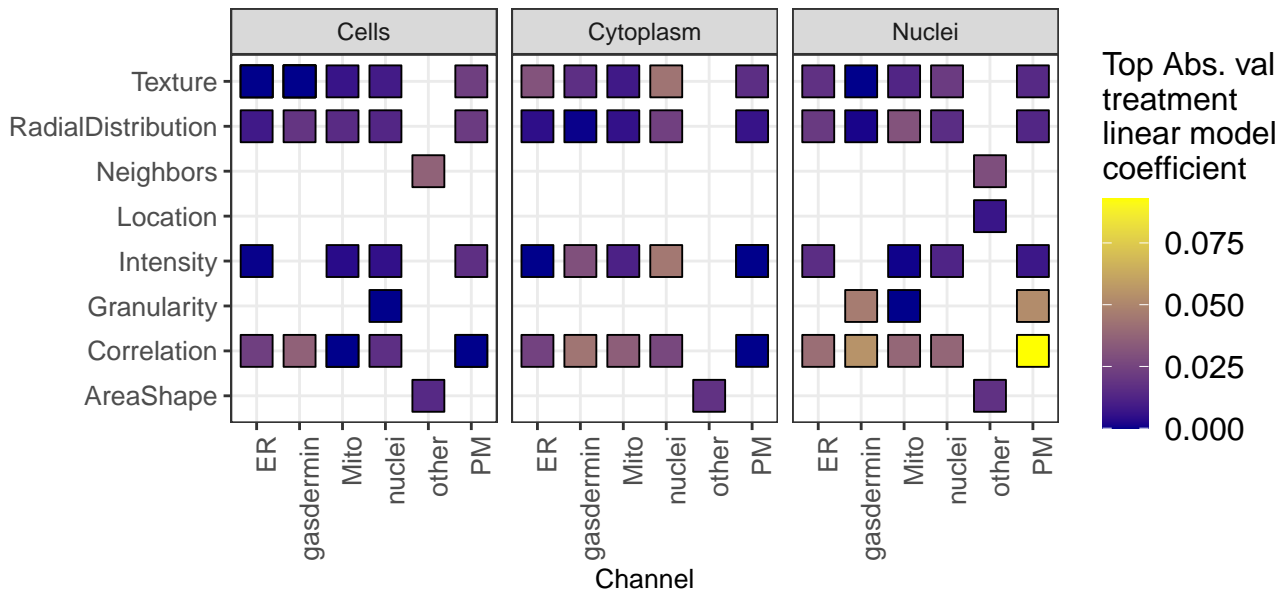 Cells
Cytoplasm
Nuclei
Texture
RadialDistribution
Neighbors
Location
Intensity
Granularity
Correlation
AreaShape
ER
gasdermin
Mito
nuclei
other
PM
ER
gasdermin
Mito
nuclei
other
PM
ER
gasdermin
Mito
nuclei
other
PM
Channel
Top Abs. val
treatment
linear model
coefficient
0.075
0.050
0.025
0.000